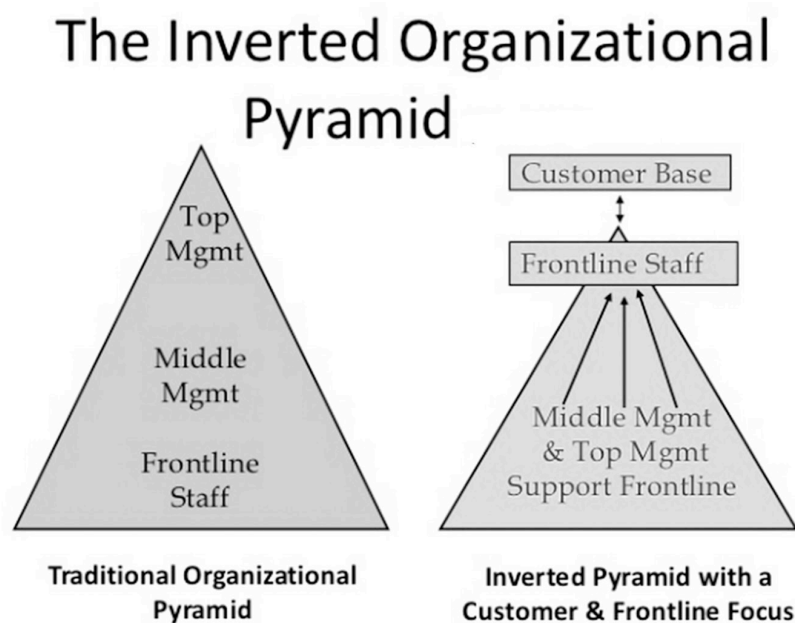 The Inverted Organizational
Pyramid
Top
Mgmt
Middle
Mgmt
Frontline
Staff
Traditional Organizational
Pyramid
Customer Base
Frontline Staff
Middle Mgmt
& Top Mgmt
Support Frontline
Inverted Pyramid with a
Customer & Frontline Focus